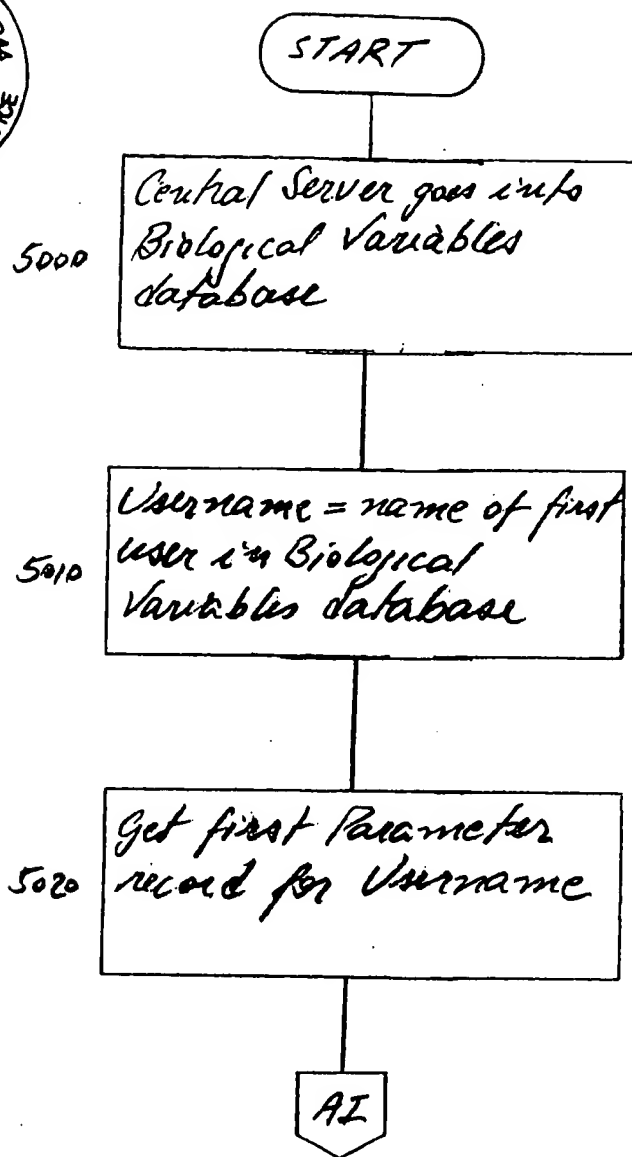 START
5000
Central Server goes into
Biological Variables
database
5010
Username = name of first
user in Biological
Variables database
5020
Get first Parameter
record for Username
AI